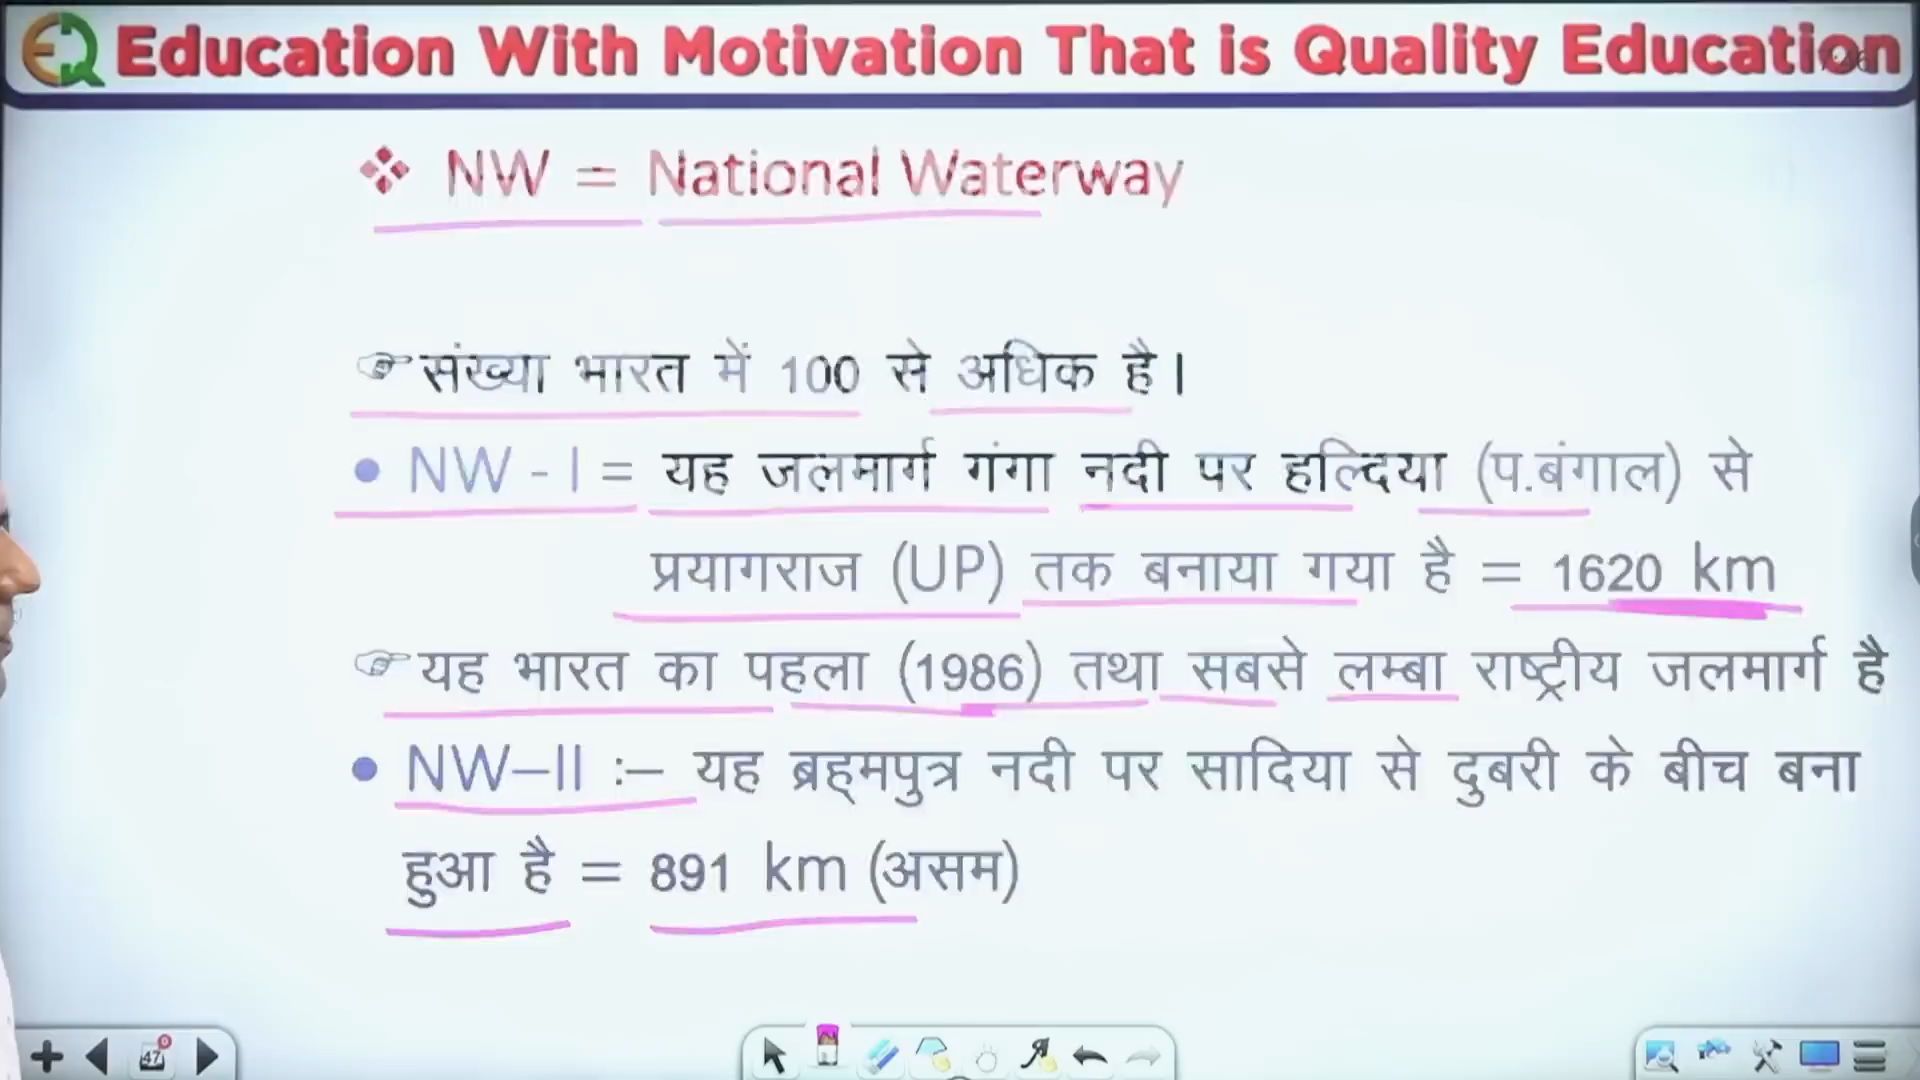 Education With Motivation That is Quality Education
❖ NW = National Waterway
☞ संख्या भारत में 100 से अधिक है।
• NW - I = यह जलमार्ग गंगा नदी पर हल्दिया (प.बंगाल) से
प्रयागराज (UP) तक बनाया गया है = 1620 km
☞ यह भारत का पहला (1986) तथा सबसे लम्बा राष्ट्रीय जलमार्ग है
• NW–II :– यह ब्रह्मपुत्र नदी पर सादिया से दुबरी के बीच बना
हुआ है = 891 km (असम)
47